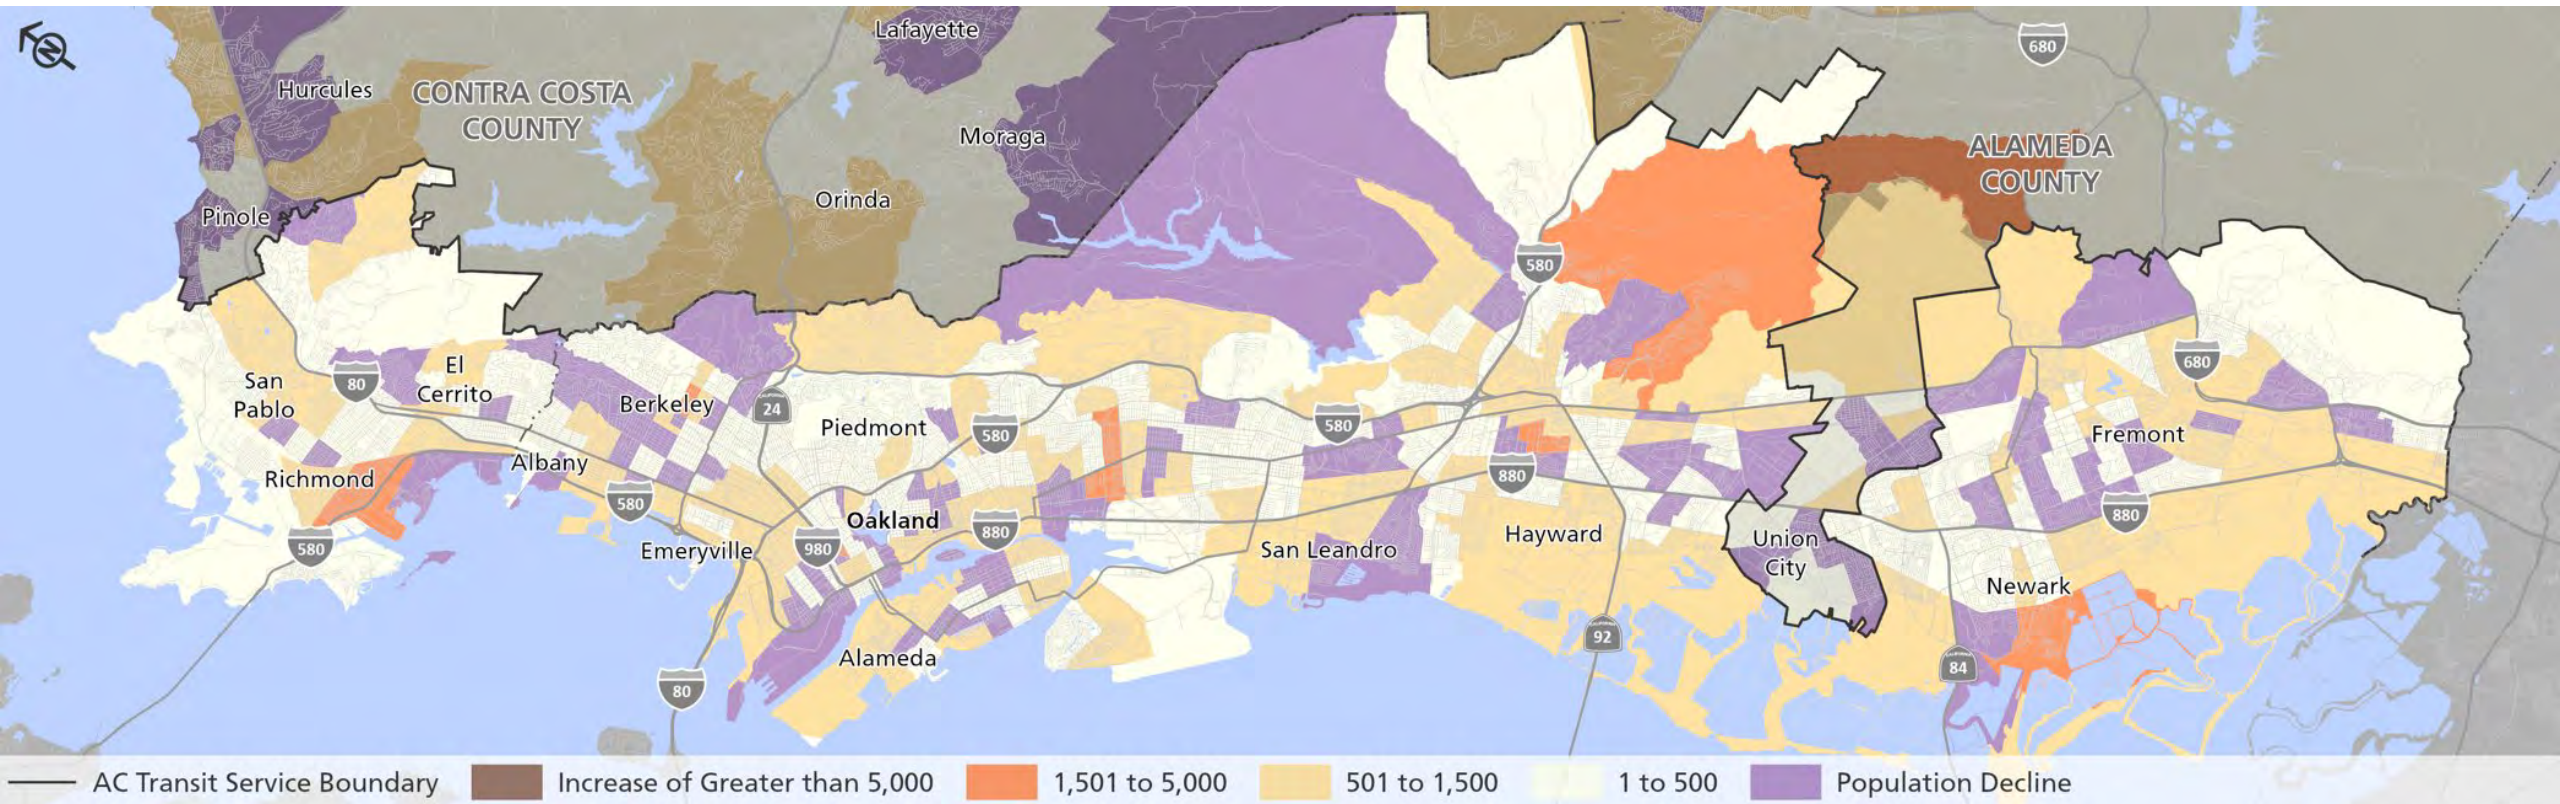 N
Lafayette
680
Hurcules
CONTRA COSTA
COUNTY
Moraga
ALAMEDA
COUNTY
Pinole
Orinda
580
El
Cerrito
80
San
Pablo
Berkeley
CALIFORNIA
24
Piedmont
580
580
680
Fremont
Richmond
Albany
580
880
880
Oakland
880
580
Emeryville
980
San Leandro
Hayward
Union
City
Newark
CALIFORNIA
92
Alameda
80
CALIFORNIA
84
AC Transit Service Boundary
Increase of Greater than 5,000
1,501 to 5,000
501 to 1,500
1 to 500
Population Decline